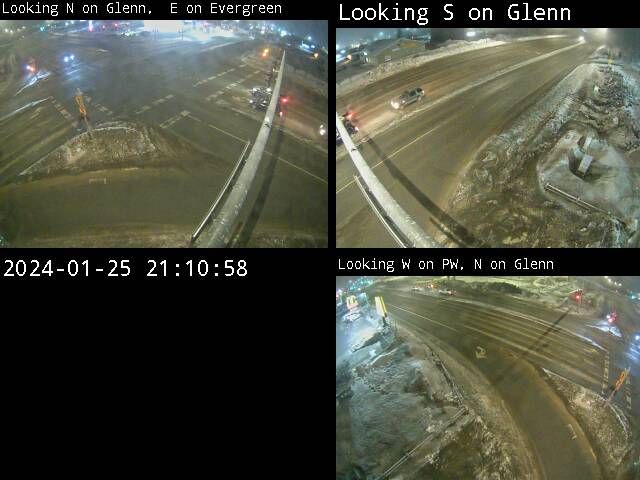 Looking N on Glenn,  E on Evergreen
Looking S on Glenn
2024-01-25 21:10:58
Looking W on PW, N on Glenn